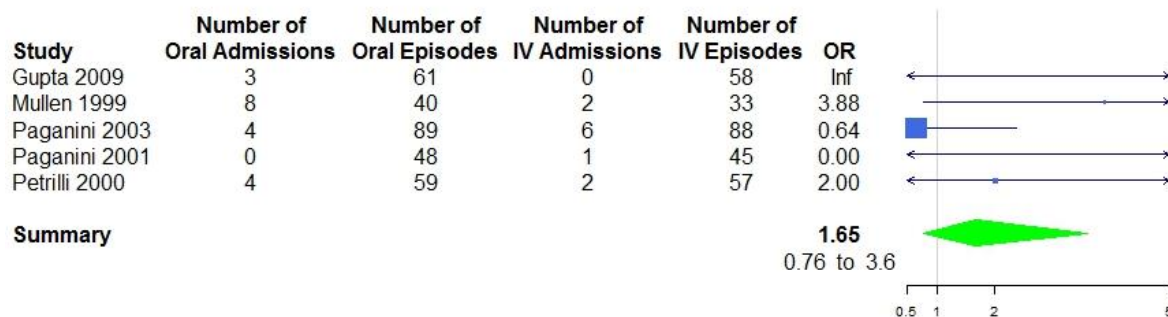 Number of Number of Number of Number of
Study Oral Admissions Oral Episodes IV Admissions IV Episodes OR
Gupta 2009 3 61 0 58 Inf
Mullen 1999 8 40 2 33 3.88
Paganini 2003 4 89 6 88 0.64
Paganini 2001 0 48 1 45 0.00
Petrilli 2000 4 59 2 57 2.00
Summary 1.65
0.76 to 3.6
0.5 1 2